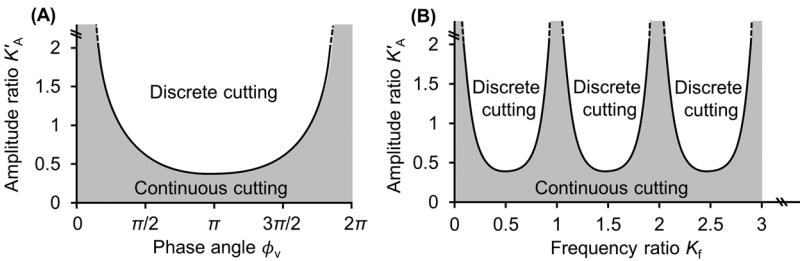 (A)
Amplitude ratio K′A
2
1.5
1
0.5
0
Discrete cutting
Continuous cutting
0 π/2 π 3π/2 2π
Phase angle ϕv
(B)
Amplitude ratio K′A
2
1.5
1
0.5
0
Discrete
cutting
Discrete
cutting
Discrete
cutting
Continuous cutting
0 0.5 1 1.5 2 2.5 3
Frequency ratio Kf